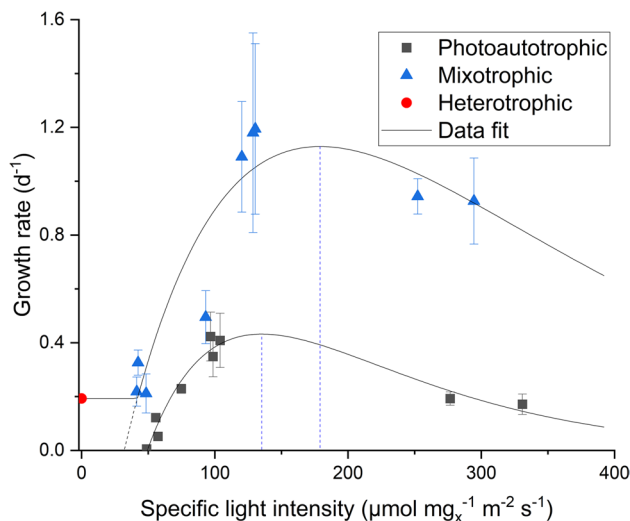 1.6
1.2
0.8
0.4
0.0
Growth rate (d⁻¹)
Photoautotrophic
Mixotrophic
Heterotrophic
Data fit
0 100 200 300 400
Specific light intensity (μmol mgₓ⁻¹ m⁻² s⁻¹)